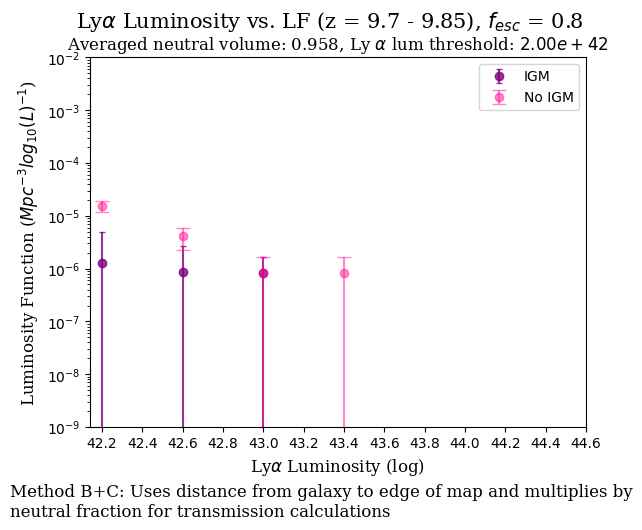 Lyα Luminosity vs. LF (z = 9.7 - 9.85), f_esc = 0.8
Averaged neutral volume: 0.958, Ly α lum threshold: 2.00e + 42
Luminosity Function (Mpc⁻³log₁₀(L)⁻¹)
10⁻²
10⁻³
10⁻⁴
10⁻⁵
10⁻⁶
10⁻⁷
10⁻⁸
10⁻⁹
IGM
No IGM
42.2 42.4 42.6 42.8 43.0 43.2 43.4 43.6 43.8 44.0 44.2 44.4 44.6
Lyα Luminosity (log)
Method B+C: Uses distance from galaxy to edge of map and multiplies by
neutral fraction for transmission calculations